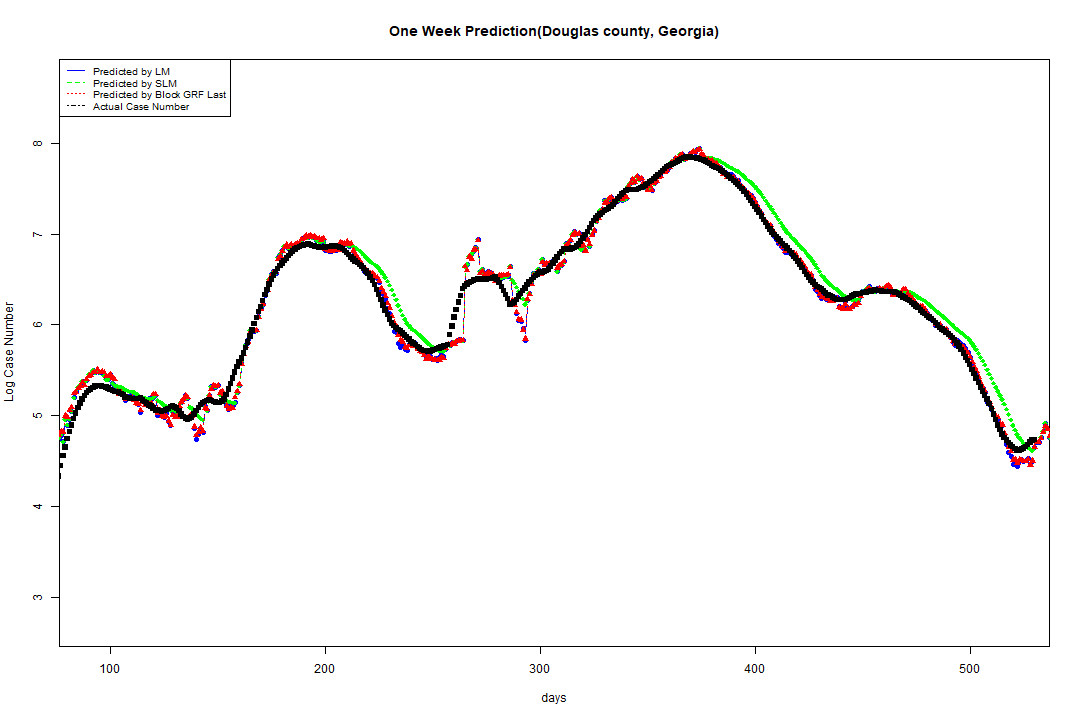 One Week Prediction(Douglas county, Georgia)
Predicted by LM
Predicted by SLM
Predicted by Block GRF Last
Actual Case Number
8
7
6
5
4
3
Log Case Number
100 200 300 400 500
days